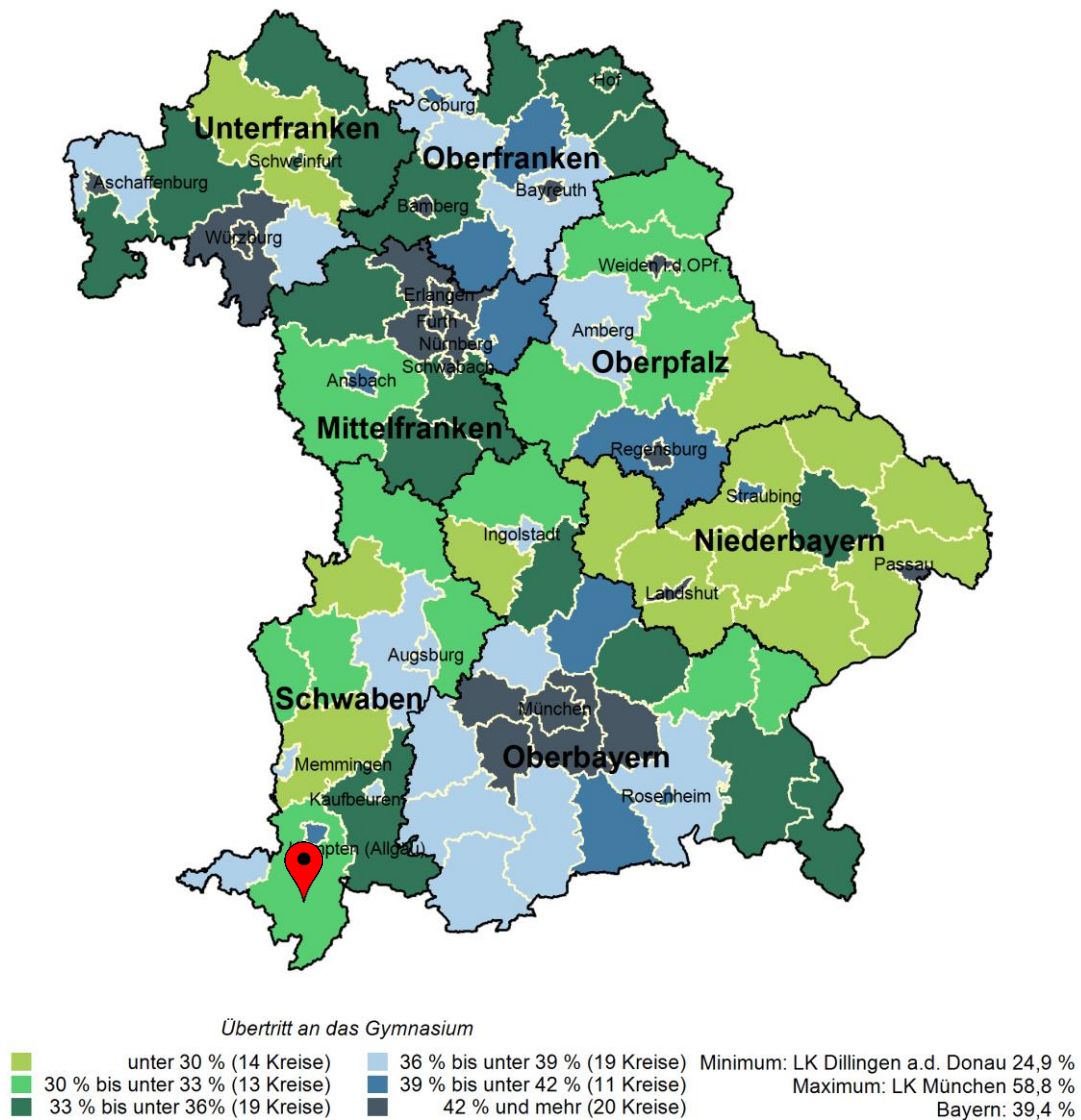 Hof
Coburg
Unterfranken
Oberfranken
Schweinfurt
Aschaffenburg
Bayreuth
Bamberg
Würzburg
Weiden i.d.OPf.
Erlangen
Fürth
Amberg
Nürnberg
Oberpfalz
Schwabach
Ansbach
Mittelfranken
Regensburg
Straubing
Ingolstadt
Niederbayern
Passau
Landshut
Augsburg
Schwaben
München
Oberbayern
Memmingen
Kaufbeuren
Rosenheim
(Allgäu)
Übertritt an das Gymnasium
unter 30 % (14 Kreise) 36 % bis unter 39 % (19 Kreise) Minimum: LK Dillingen a.d. Donau 24,9 %
30 % bis unter 33 % (13 Kreise) 39 % bis unter 42 % (11 Kreise) Maximum: LK München 58,8 %
33 % bis unter 36% (19 Kreise) 42 % und mehr (20 Kreise) Bayern: 39,4 %